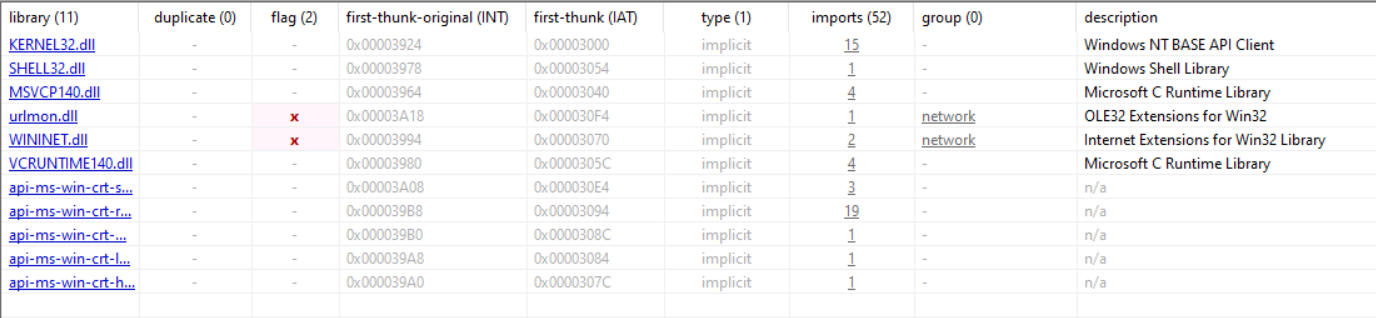 library (11) duplicate (0) flag (2) first-thunk-original (INT) first-thunk (IAT) type (1) imports (52) group (0) description
KERNEL32.dll - - 0x00003924 0x00003000 implicit 15 - Windows NT BASE API Client
SHELL32.dll - - 0x00003978 0x00003054 implicit 1 - Windows Shell Library
MSVCP140.dll - - 0x00003964 0x00003040 implicit 4 - Microsoft C Runtime Library
urlmon.dll - x 0x00003A18 0x000030F4 implicit 1 network OLE32 Extensions for Win32
WININET.dll - x 0x00003994 0x00003070 implicit 2 network Internet Extensions for Win32 Library
VCRUNTIME140.dll - - 0x00003980 0x0000305C implicit 4 - Microsoft C Runtime Library
api-ms-win-crt-s... - - 0x00003A08 0x000030E4 implicit 3 - n/a
api-ms-win-crt-r... - - 0x000039B8 0x00003094 implicit 19 - n/a
api-ms-win-crt-... - - 0x000039B0 0x0000308C implicit 1 - n/a
api-ms-win-crt-l... - - 0x000039A8 0x00003084 implicit 1 - n/a
api-ms-win-crt-h... - - 0x000039A0 0x0000307C implicit 1 - n/a